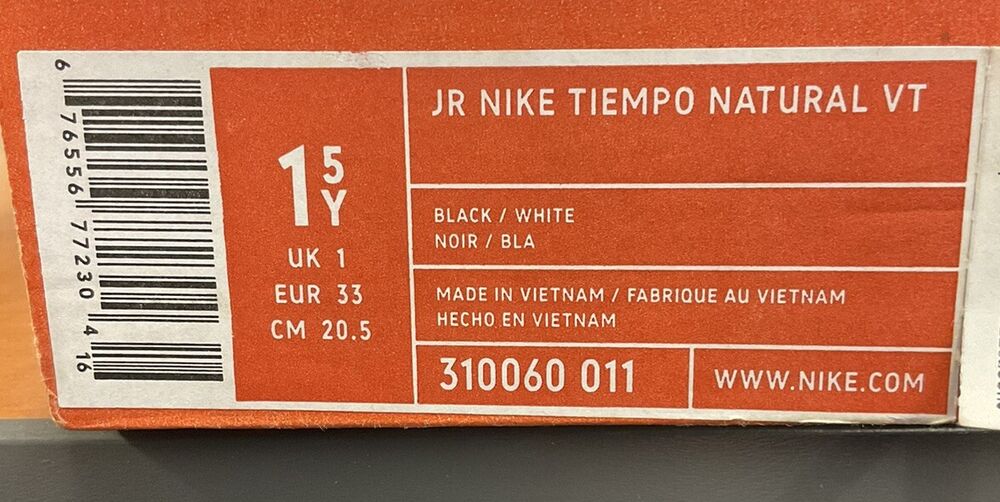 6 76556 77230 4 16
1 5
Y
UK 1
EUR 33
CM 20.5
JR NIKE TIEMPO NATURAL VT
BLACK / WHITE
NOIR / BLA
MADE IN VIETNAM / FABRIQUE AU VIETNAM
HECHO EN VIETNAM
310060 011
WWW.NIKE.COM